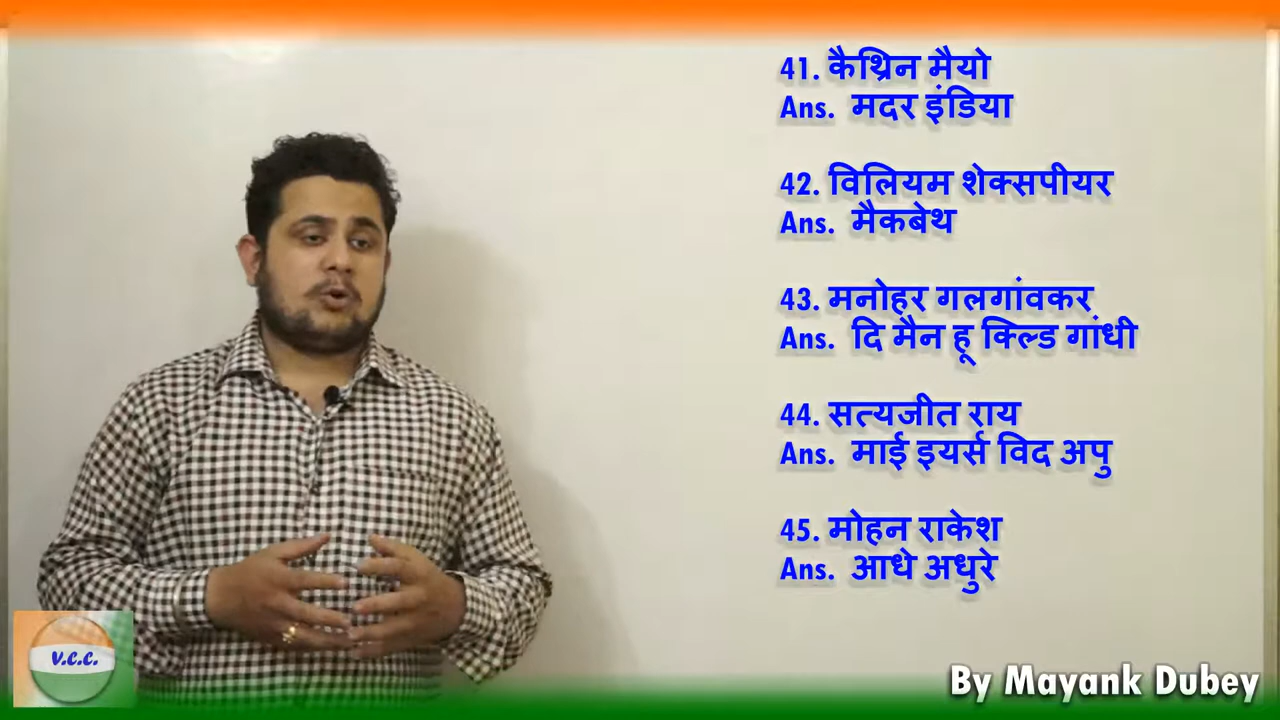 41. कैथ्रिन मैयो
Ans. मदर इंडिया
42. विलियम शेक्सपीयर
Ans. मैकबेथ
43. मनोहर गलगांवकर
Ans. दि मैन हू क्ल्डि गांधी
44. सत्यजीत राय
Ans. माई इयर्स विद अपु
45. मोहन राकेश
Ans. आधे अधुरे
V.C.C.
By Mayank Dubey